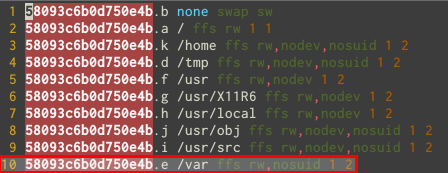 1 58093c6b0d750e4b.b none swap sw
2 58093c6b0d750e4b.a / ffs rw 1 1
3 58093c6b0d750e4b.k /home ffs rw,nodev,nosuid 1 2
4 58093c6b0d750e4b.d /tmp ffs rw,nodev,nosuid 1 2
5 58093c6b0d750e4b.f /usr ffs rw,nodev 1 2
6 58093c6b0d750e4b.g /usr/X11R6 ffs rw,nodev 1 2
7 58093c6b0d750e4b.h /usr/local ffs rw,nodev 1 2
8 58093c6b0d750e4b.j /usr/obj ffs rw,nodev,nosuid 1 2
9 58093c6b0d750e4b.i /usr/src ffs rw,nodev,nosuid 1 2
10 58093c6b0d750e4b.e /var ffs rw,nosuid 1 2